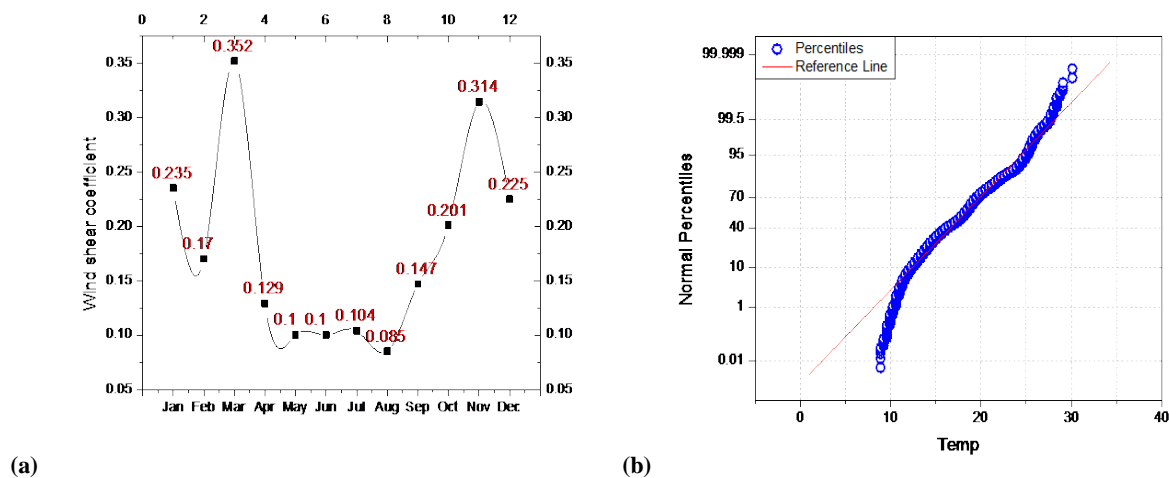 0 2 4 6 8 10 12
0.352
0.35 0.35
0.314
0.30 0.30
0.25 0.25
0.235
0.225
0.20 0.201 0.20
0.17
0.15 0.147 0.15
0.129
0.10 0.1 0.1 0.104 0.10
0.085
0.05 0.05
Wind shear coefficient
Jan Feb Mar Apr May Jun Jul Aug Sep Oct Nov Dec
(a)
Percentiles
Reference Line
99.999
99.5
95
70
40
10
1
0.01
Normal Percentiles
0 10 20 30 40
Temp
(b)